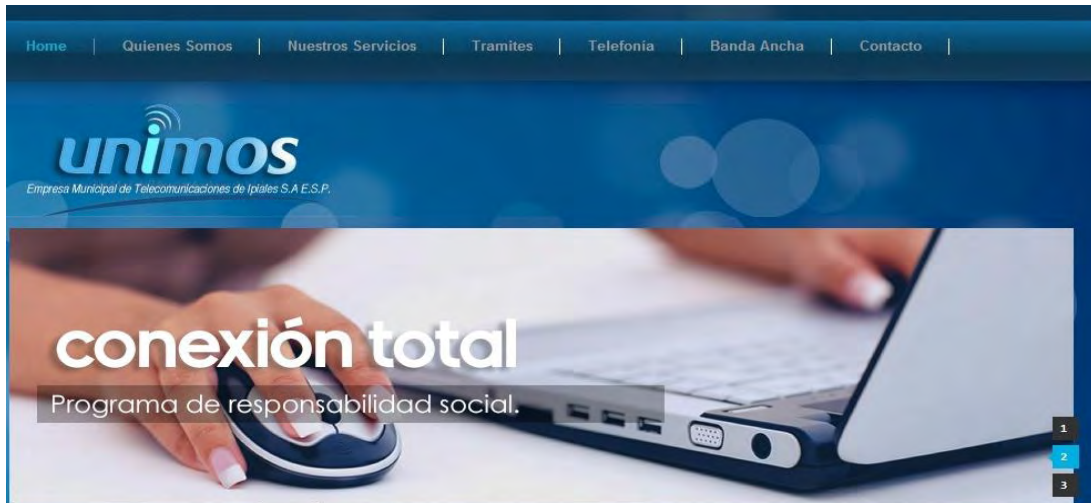 Home | Quienes Somos | Nuestros Servicios | Tramites | Telefonía | Banda Ancha | Contacto |
unimos
Empresa Municipal de Telecomunicaciones de Ipiales S.A E.S.P.
conexión total
Programa de responsabilidad social.
1
2
3